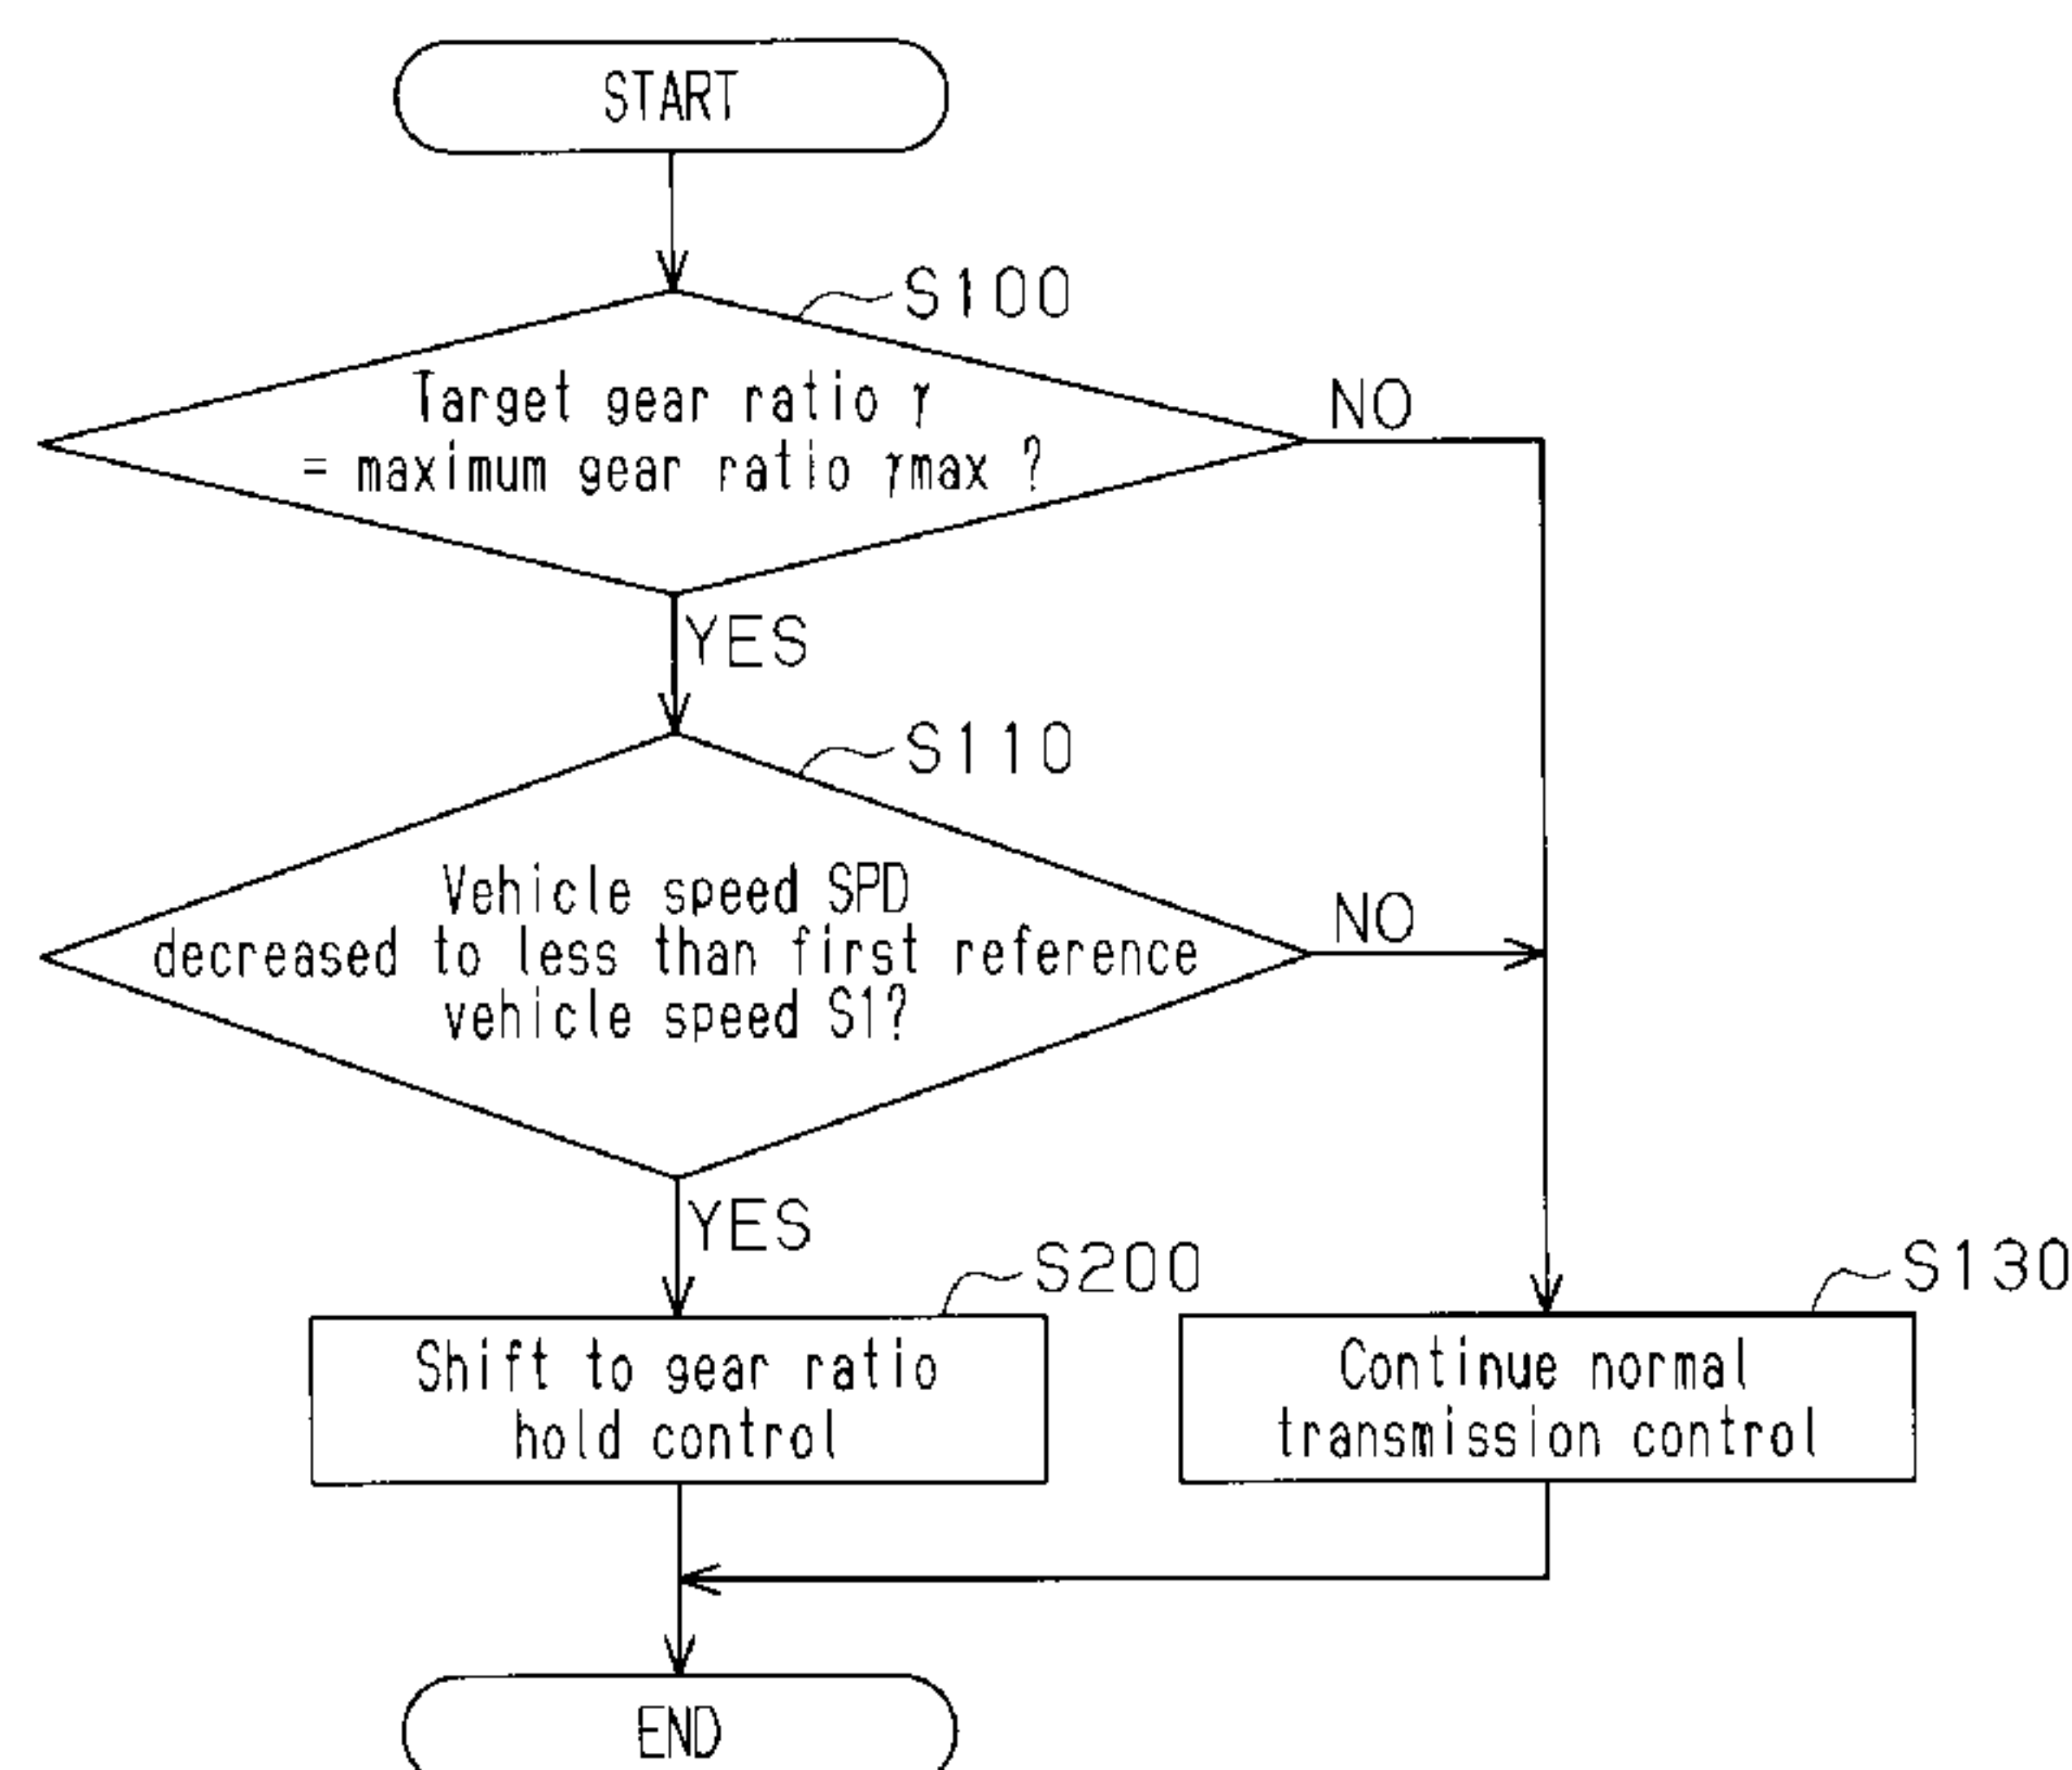 START
S100
Target gear ratio γ
= maximum gear ratio γmax ?
NO
YES
S110
Vehicle speed SPD
decreased to less than first reference
vehicle speed S1?
NO
YES
S200
S130
Shift to gear ratio
hold control
Continue normal
transmission control
END